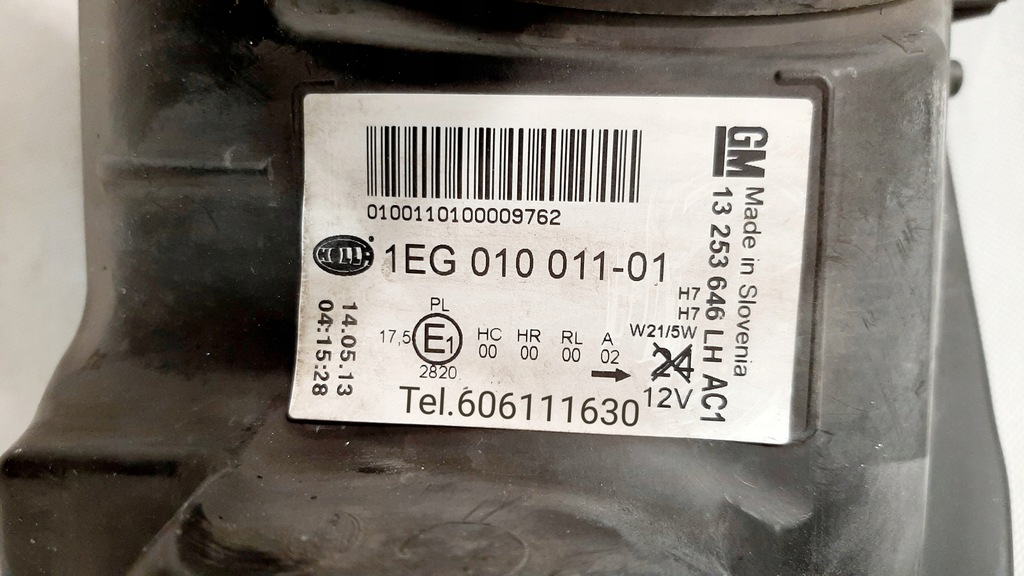 0100110100009762
HELLA
1EG 010 011-01
14.05.13
04:15:28
PL
17,5 E1
2820
HC HR RL A
00 00 00 02
H7
H7
W21/5W
24
12V
Tel.606111630
GM
Made in Slovenia
13 253 646 LH AC1